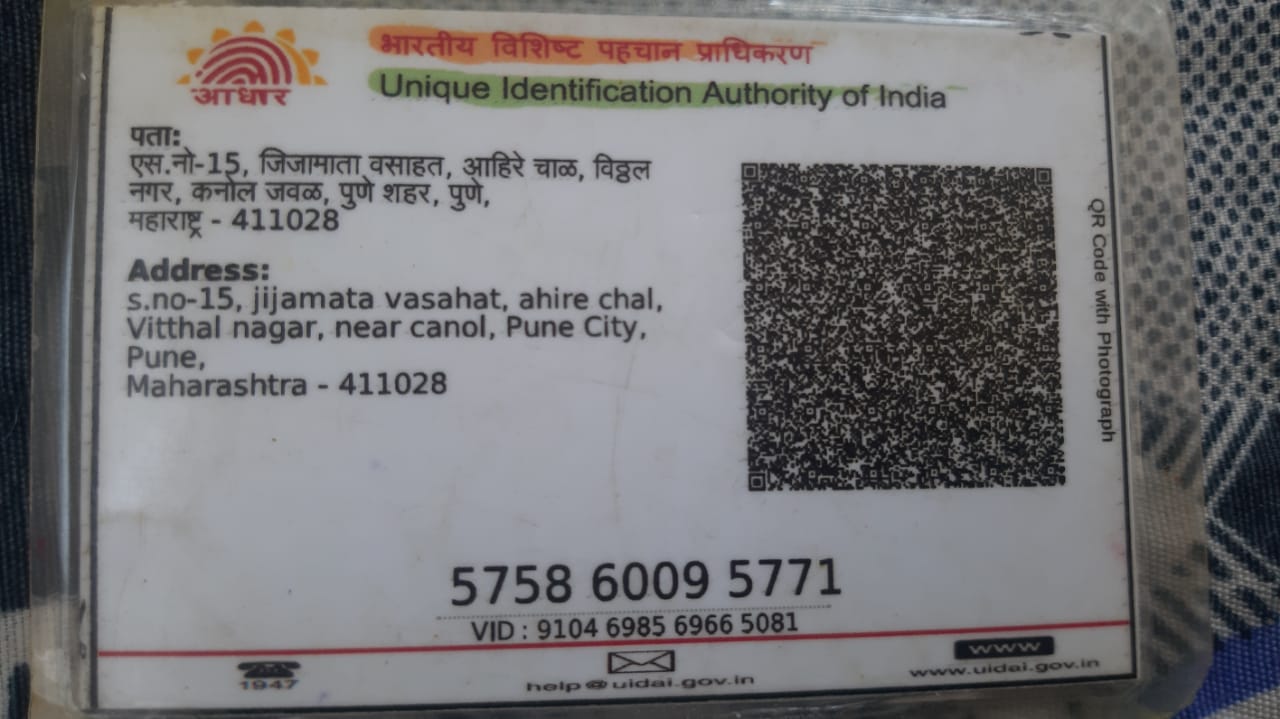 भारतीय विशिष्ट पहचान प्राधिकरण
Unique Identification Authority of India
आधार
पता:
एस.नो-15, जिजामाता वसाहत, आहिरे चाळ, विठ्ठल
नगर, कनोल जवळ, पुणे शहर, पुणे,
महाराष्ट्र - 411028
Address:
s.no-15, jijamata vasahat, ahire chal,
Vitthal nagar, near canol, Pune City,
Pune,
Maharashtra - 411028
QR Code with Photograph
5758 6009 5771
VID : 9104 6985 6966 5081
1947
help@uidai.gov.in
www
www.uidai.gov.in